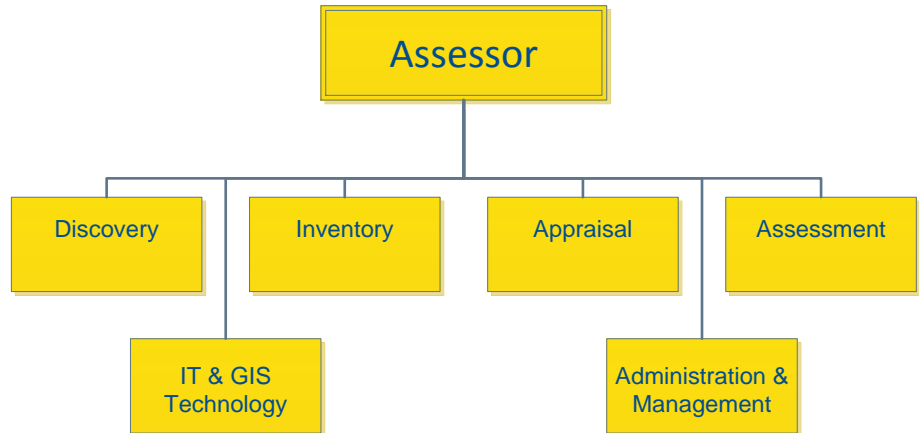 Assessor
Discovery
Inventory
Appraisal
Assessment
IT & GIS
Technology
Administration &
Management